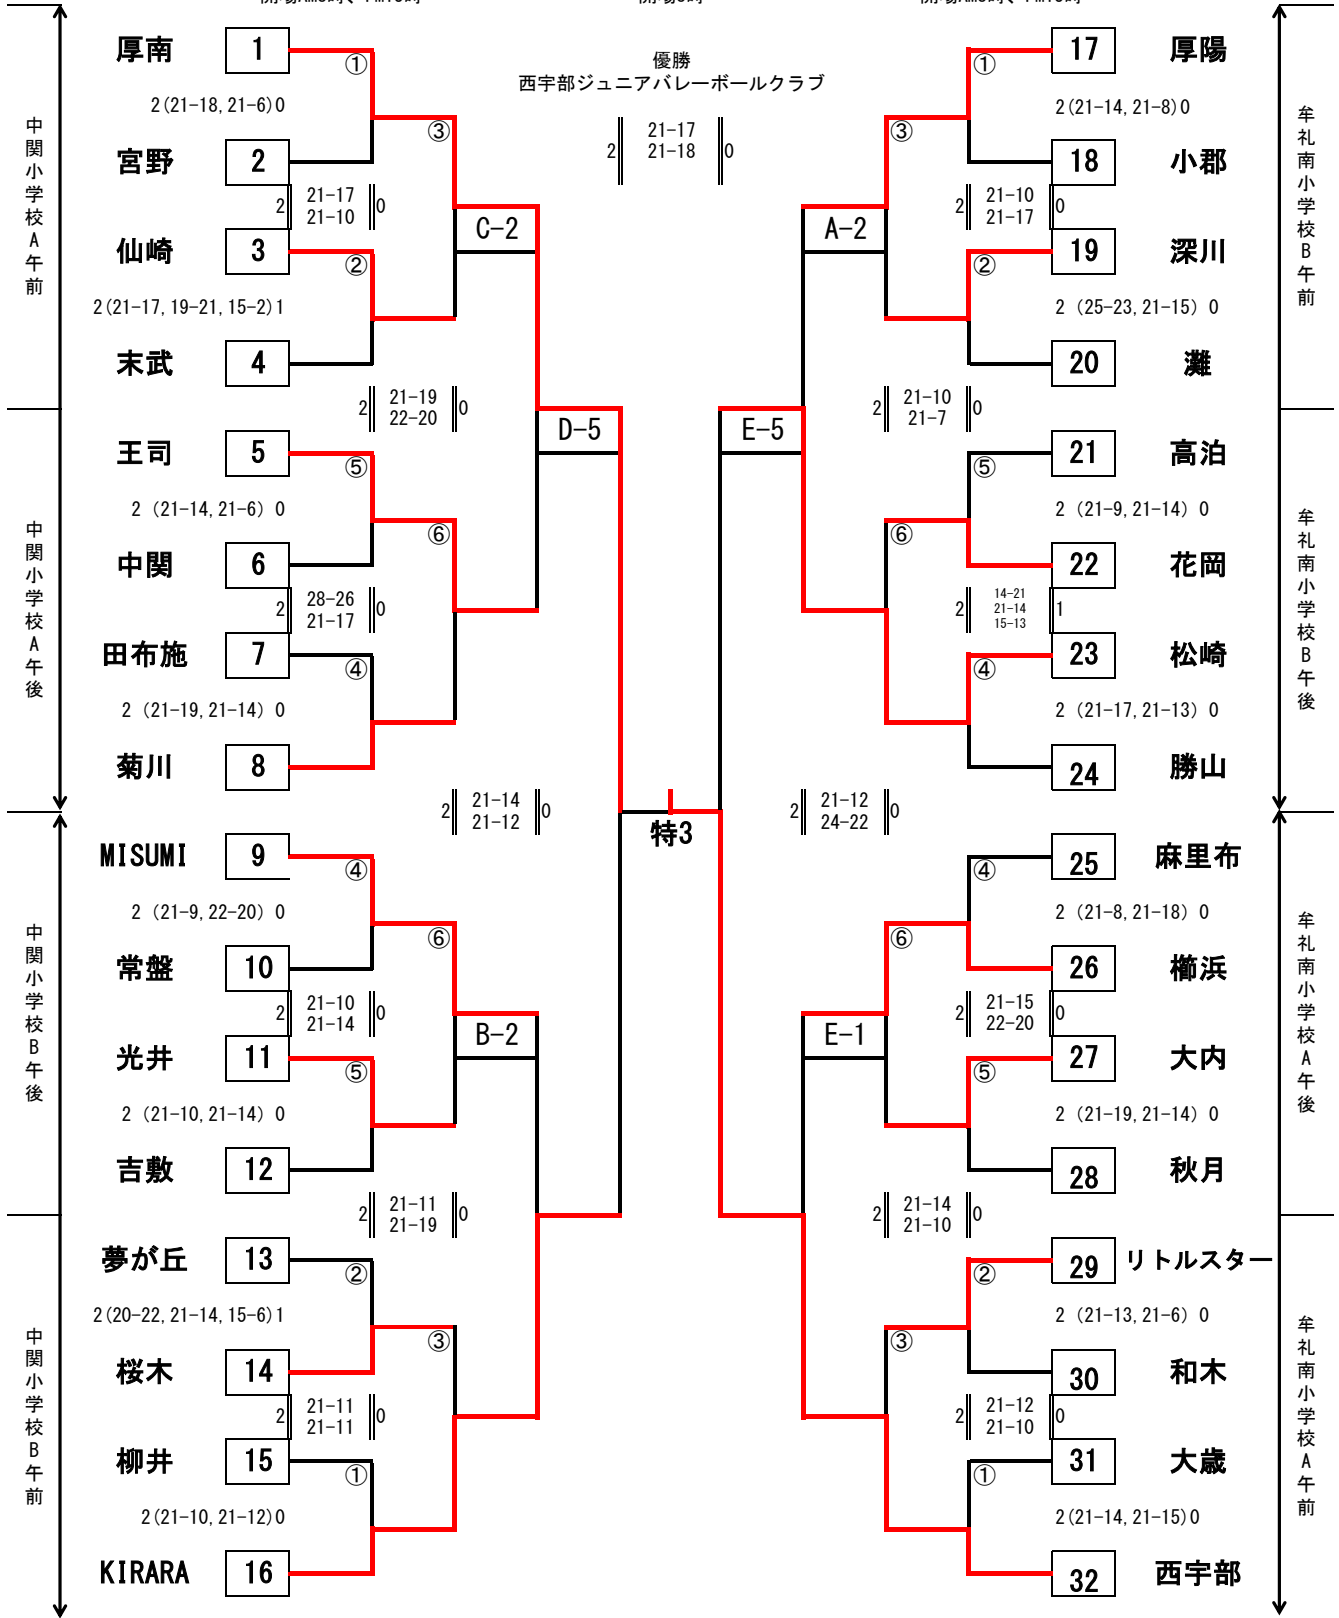 優勝
西宇部ジュニアバレーボールクラブ
2 21-17 0
21-18
特3
中関小学校A午前
厚南 1
①
2(21-18, 21-6)0
宮野 2
③
2 21-17 0
21-10
仙崎 3
②
2(21-17, 19-21, 15-2)1
末武 4
C-2
2 21-19 0
22-20
中関小学校A午後
王司 5
⑤
2 (21-14, 21-6) 0
中関 6
⑥
2 28-26 0
21-17
田布施 7
④
2 (21-19, 21-14) 0
菊川 8
D-5
2 21-14 0
21-12
中関小学校B午後
MISUMI 9
④
2 (21-9, 22-20) 0
常盤 10
⑥
2 21-10 0
21-14
光井 11
⑤
2 (21-10, 21-14) 0
吉敷 12
B-2
2 21-11 0
21-19
中関小学校B午前
夢が丘 13
②
2(20-22, 21-14, 15-6)1
桜木 14
③
2 21-11 0
21-11
柳井 15
①
2(21-10, 21-12)0
KIRARA 16
牟礼南小学校B午前
17 厚陽
①
2(21-14, 21-8)0
18 小郡
③
2 21-10 0
21-17
19 深川
②
2 (25-23, 21-15) 0
20 灘
A-2
2 21-10 0
21-7
牟礼南小学校B午後
21 高泊
⑤
2 (21-9, 21-14) 0
22 花岡
⑥
2 14-21 1
21-14
15-13
23 松崎
④
2 (21-17, 21-13) 0
24 勝山
E-5
2 21-12 0
24-22
牟礼南小学校A午後
25 麻里布
④
2 (21-8, 21-18) 0
26 櫛浜
⑥
2 21-15 0
22-20
27 大内
⑤
2 (21-19, 21-14) 0
28 秋月
E-1
2 21-14 0
21-10
牟礼南小学校A午前
29 リトルスター
②
2 (21-13, 21-6) 0
30 和木
③
2 21-12 0
21-10
31 大歳
①
2(21-14, 21-15)0
32 西宇部